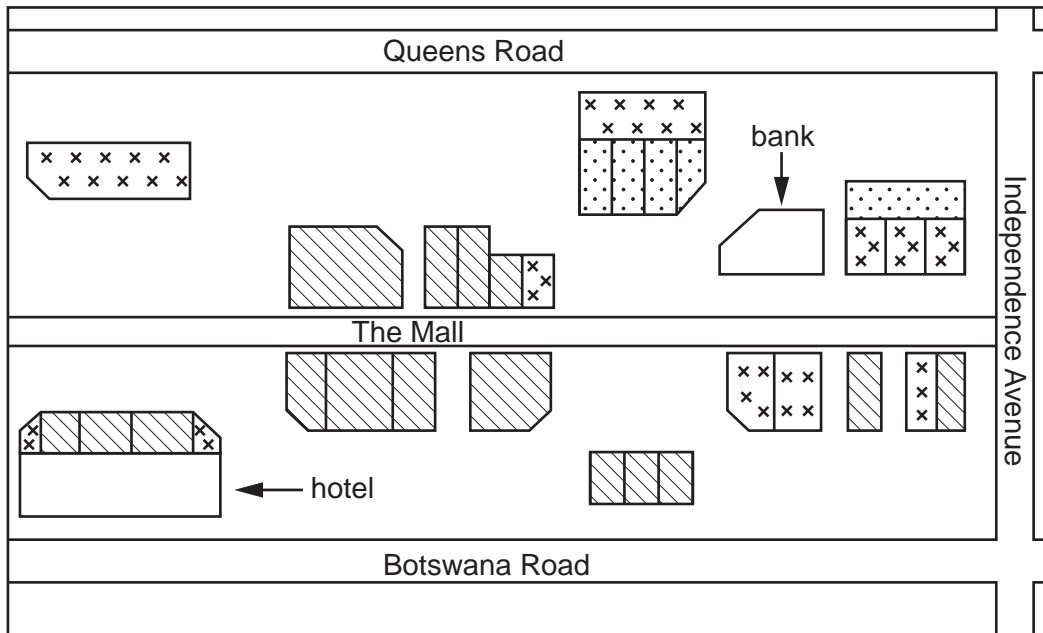 Queens Road
bank
Independence Avenue
The Mall
hotel
Botswana Road